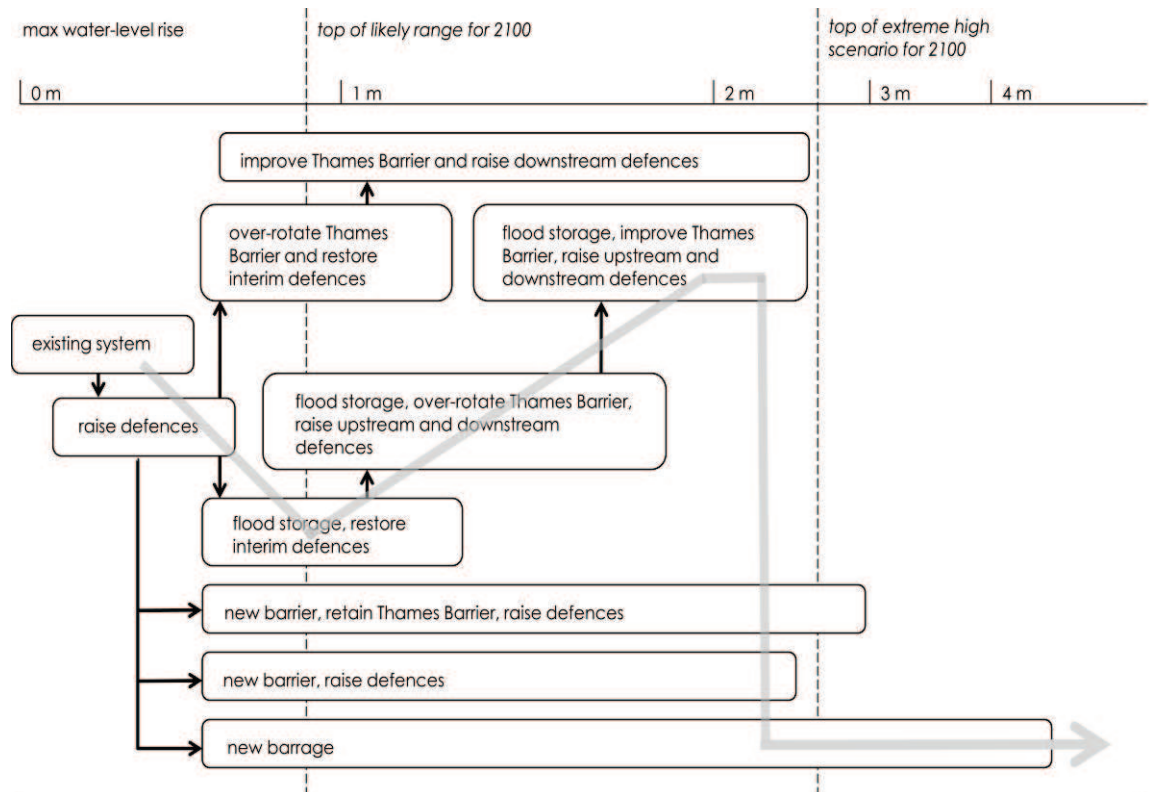 max water-level rise
top of likely range for 2100
top of extreme high
scenario for 2100
0 m
1 m
2 m
3 m
4 m
improve Thames Barrier and raise downstream defences
over-rotate Thames
Barrier and restore
interim defences
flood storage, improve Thames
Barrier, raise upstream and
downstream defences
existing system
raise defences
flood storage, over-rotate Thames Barrier,
raise upstream and downstream
defences
flood storage, restore
interim defences
new barrier, retain Thames Barrier, raise defences
new barrier, raise defences
new barrage